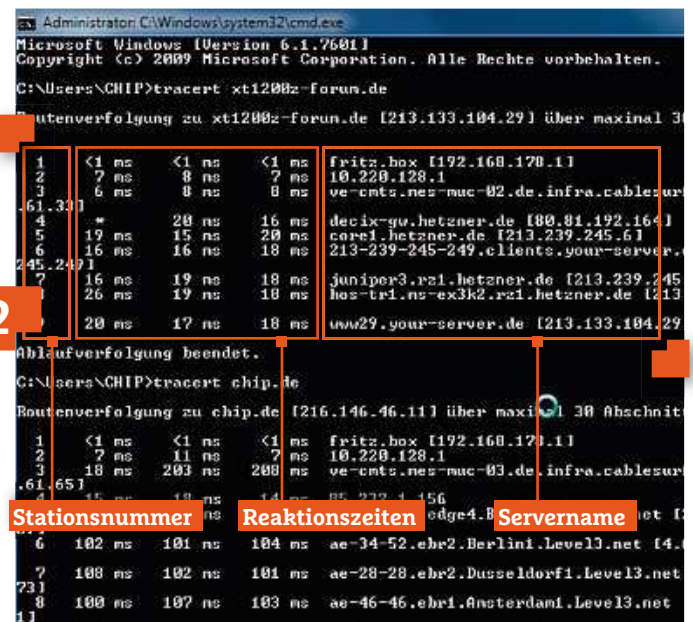 Administrator: C:\Windows\system32\cmd.exe
Microsoft Windows [Version 6.1.7601]
Copyright (c) 2009 Microsoft Corporation. Alle Rechte vorbehalten.
C:\Users\CHIP>tracert xt1200z-forum.de
Routenverfolgung zu xt1200z-forum.de [213.133.104.29] über maximal 30
1 <1 ms <1 ms <1 ms fritz.box [192.168.178.1]
2 7 ms 8 ms 7 ms 10.220.128.1
3 6 ms 8 ms 8 ms ve-cmts.mes-muc-02.de.infra.cablesur
.61.33]
4 * 20 ms 16 ms decix-gw.hetzner.de [80.81.192.164]
5 19 ms 15 ms 20 ms core1.hetzner.de [213.239.245.6]
6 16 ms 16 ms 18 ms 213-239-245-249.clients.your-server.
245.249]
7 16 ms 19 ms 18 ms juniper3.rz1.hetzner.de [213.239.245
26 ms 19 ms 18 ms hos-tr1.ms-ex3k2.rz1.hetzner.de [213
2
20 ms 17 ms 18 ms www29.your-server.de [213.133.104.29
Ablaufverfolgung beendet.
C:\Users\CHIP>tracert chip.de
Routenverfolgung zu chip.de [216.146.46.11] über maximal 30 Abschnit
1 <1 ms <1 ms <1 ms fritz.box [192.168.178.1]
2 7 ms 11 ms 7 ms 10.220.128.1
3 18 ms 203 ms 208 ms ve-cmts.mes-muc-03.de.infra.cablesur
.61.65]
15 ms 18 ms 14 ms 156
Stationsnummer Reaktionszeiten Servername
6 102 ms 101 ms 104 ms ae-34-52.ebr2.Berlin1.Level3.net [4.
7 108 ms 102 ms 101 ms ae-28-28.ebr2.Dusseldorf1.Level3.net
73]
8 100 ms 107 ms 103 ms ae-46-46.ebr1.Amsterdam1.Level3.net
1]